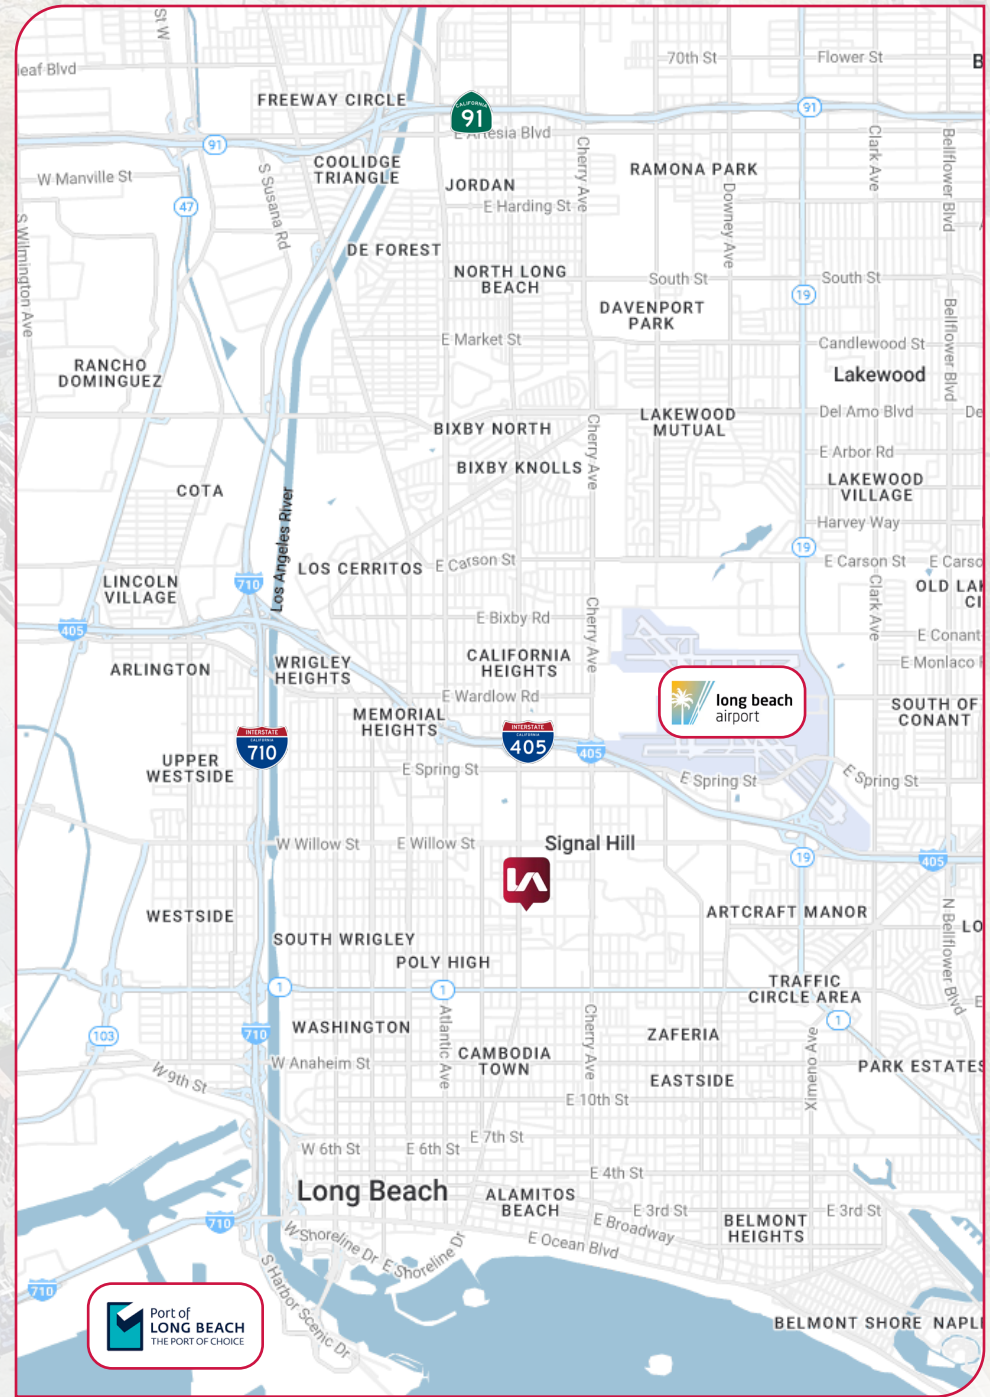 St W
leaf Blvd
70th St
Flower St
B
FREEWAY CIRCLE
CALIFORNIA
91
91
E Artesia Blvd
91
W Manville St
COOLIDGE
TRIANGLE
JORDAN
RAMONA PARK
Cherry Ave
Clark Ave
Bellflower Blvd
47
S Susana Rd
E Harding St
Downey Ave
S Wilmington Ave
DE FOREST
NORTH LONG
BEACH
South St
South St
19
DAVENPORT
PARK
Bellflower Blvd
E Market St
Candlewood St
RANCHO
DOMINGUEZ
Lakewood
LAKEWOOD
MUTUAL
Del Amo Blvd
De
BIXBY NORTH
Cherry Ave
E Arbor Rd
BIXBY KNOLLS
LAKEWOOD
VILLAGE
COTA
Los Angeles River
Harvey Way
19
E Carson St
E Carson St
E Carso
LOS CERRITOS
LINCOLN
VILLAGE
710
Clark Ave
OLD LAK
CI
405
E Bixby Rd
Cherry Ave
E Conant
ARLINGTON
WRIGLEY
HEIGHTS
CALIFORNIA
HEIGHTS
E Monlaco R
E Wardlow Rd
long beach
airport
SOUTH OF
CONANT
MEMORIAL
HEIGHTS
INTERSTATE
CALIFORNIA
710
INTERSTATE
CALIFORNIA
405
405
UPPER
WESTSIDE
E Spring St
E Spring St
E Spring St
W Willow St
E Willow St
Signal Hill
19
405
LA
WESTSIDE
ARTCRAFT MANOR
N Bellflower Blvd
LO
SOUTH WRIGLEY
POLY HIGH
1
1
TRAFFIC
CIRCLE AREA
E
103
710
WASHINGTON
Atlantic Ave
Cherry Ave
ZAFERIA
1
Ximeno Ave
W Anaheim St
CAMBODIA
TOWN
PARK ESTATES
W 9th St
EASTSIDE
E 10th St
W 6th St
E 6th St
E 7th St
E 4th St
Long Beach
ALAMITOS
BEACH
E 3rd St
E 3rd St
710
W Shoreline Dr
E Shoreline Dr
E Broadway
BELMONT
HEIGHTS
E Ocean Blvd
S Harbor Scenic Dr
710
Port of
LONG BEACH
THE PORT OF CHOICE
BELMONT SHORE
NAPLI